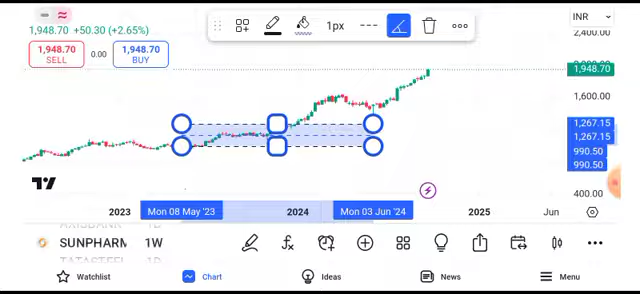 INR
1,948.70 +50.30 (+2.65%)
1px
2,400.00
1,948.70
SELL
0.00
1,948.70
BUY
1,948.70
1,600.00
1,267.15
1,267.15
990.50
990.50
400.00
2023
Mon 08 May '23
2024
Mon 03 Jun '24
2025
Jun
SUNPHARM
1W
Watchlist
Chart
Ideas
News
Menu